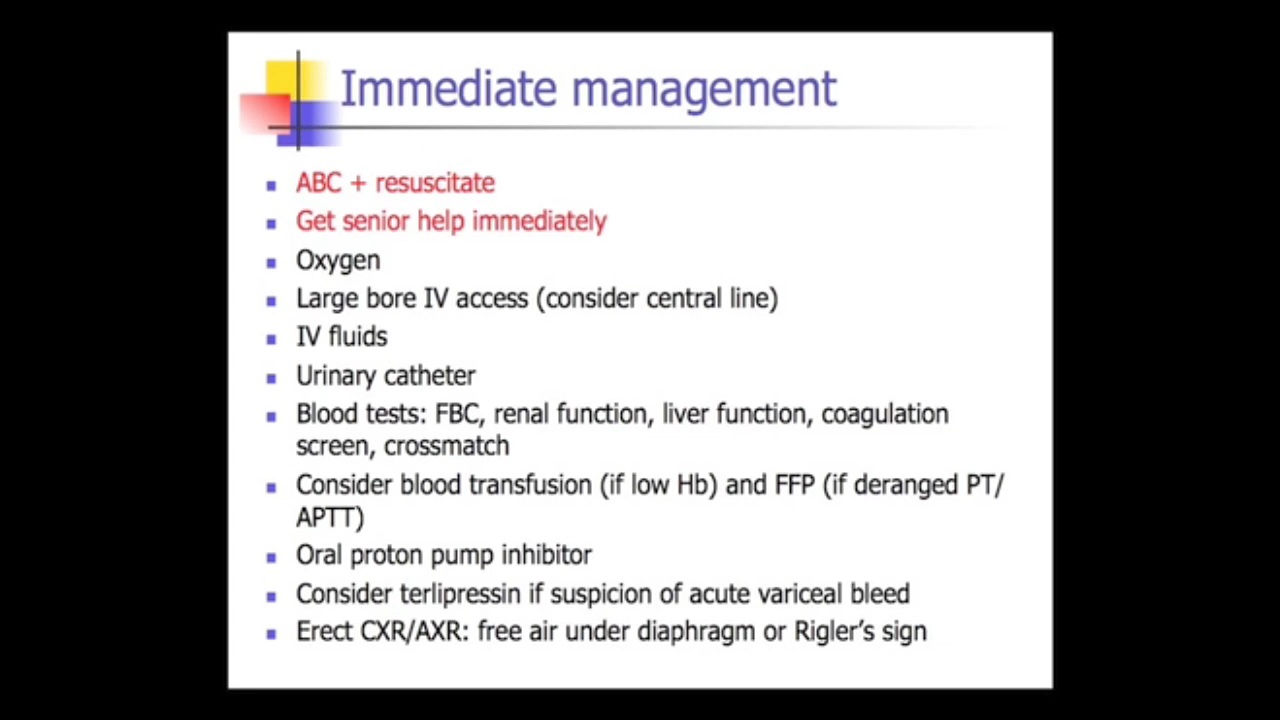 Immediate management
ABC + resuscitate
Get senior help immediately
Oxygen
Large bore IV access (consider central line)
IV fluids
Urinary catheter
Blood tests: FBC, renal function, liver function, coagulation
screen, crossmatch
Consider blood transfusion (if low Hb) and FFP (if deranged PT/
APTT)
Oral proton pump inhibitor
Consider terlipressin if suspicion of acute variceal bleed
Erect CXR/AXR: free air under diaphragm or Rigler’s sign